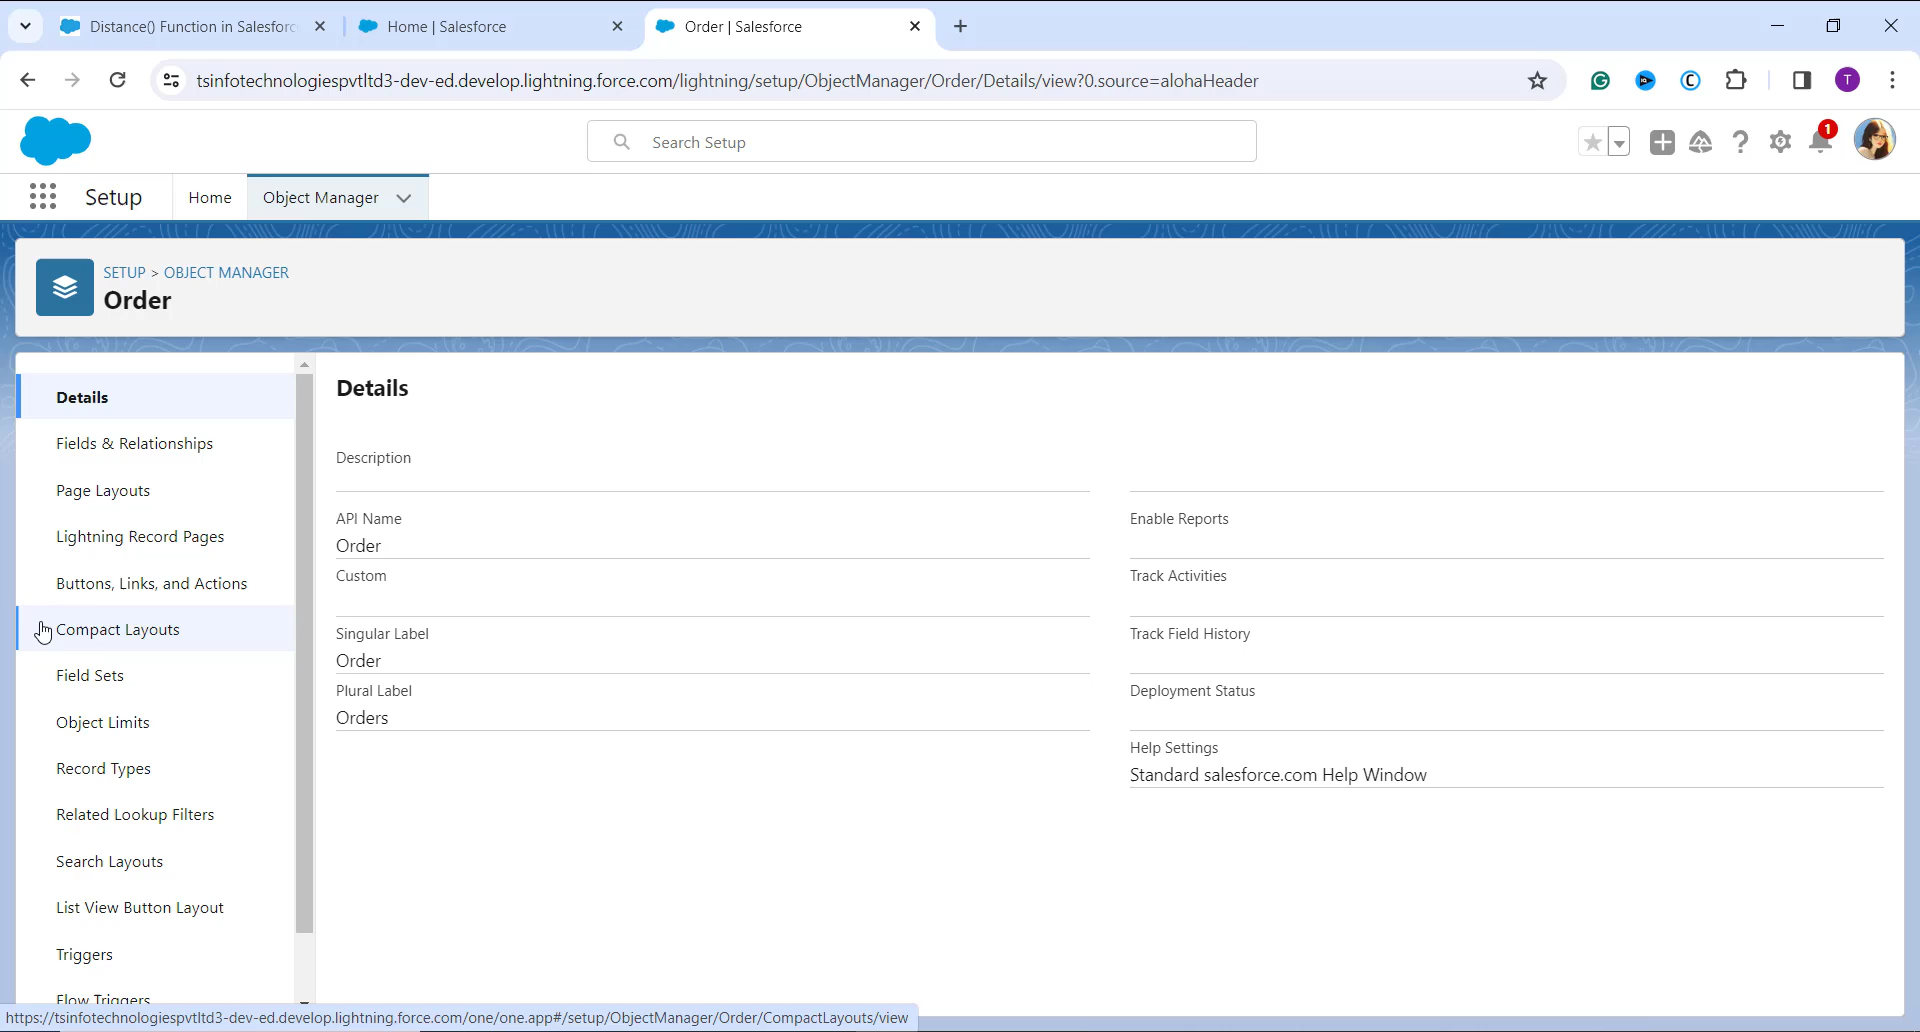 Distance() Function in Salesforc
Home | Salesforce
Order | Salesforce
tsinfotechnologiespvtltd3-dev-ed.develop.lightning.force.com/lightning/setup/ObjectManager/Order/Details/view?0.source=alohaHeader
T
Search Setup
1
Setup
Home
Object Manager
SETUP > OBJECT MANAGER
Order
Details
Fields & Relationships
Page Layouts
Lightning Record Pages
Buttons, Links, and Actions
Compact Layouts
Field Sets
Object Limits
Record Types
Related Lookup Filters
Search Layouts
List View Button Layout
Triggers
Flow Triggers
Details
Description
API Name
Order
Custom
Singular Label
Order
Plural Label
Orders
Enable Reports
Track Activities
Track Field History
Deployment Status
Help Settings
Standard salesforce.com Help Window
https://tsinfotechnologiespvtltd3-dev-ed.develop.lightning.force.com/one/one.app#/setup/ObjectManager/Order/CompactLayouts/view